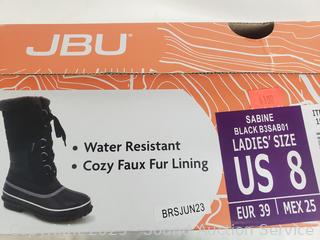 JBU
SABINE
BLACK B3SAB01
LADIES' SIZE
US 8
EUR 39 | MEX 25
• Water Resistant
• Cozy Faux Fur Lining
BRSJUN23